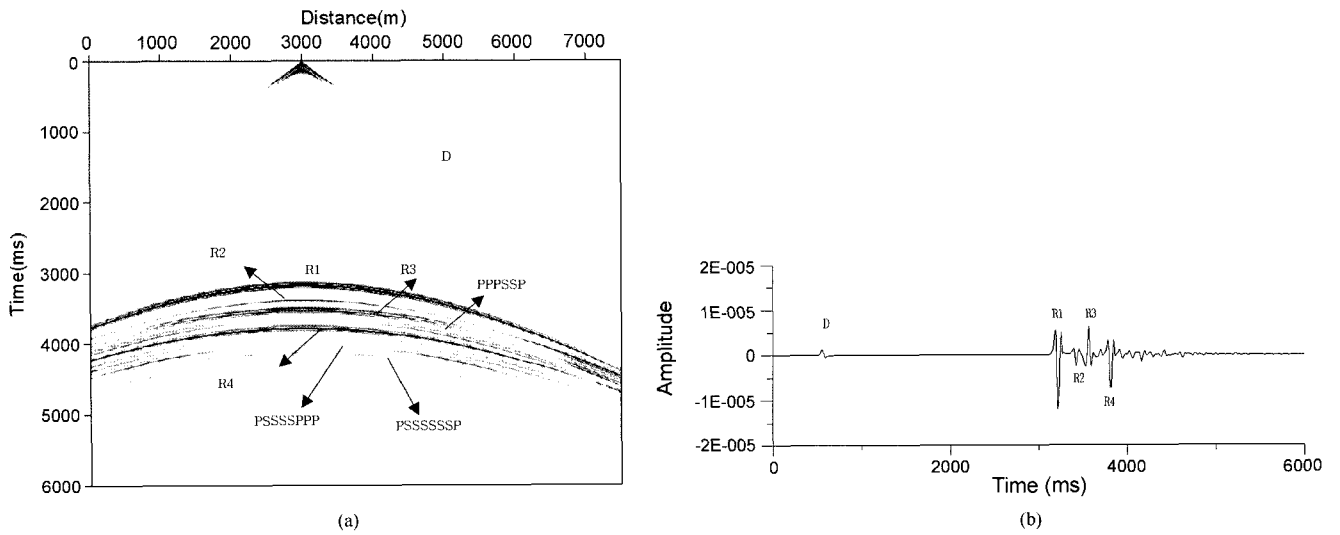 Distance(m)
0 1000 2000 3000 4000 5000 6000 7000
Time(ms)
0
1000
2000
3000
4000
5000
6000
D
R2
R1
R3
PPPSSP
R4
PSSSSPPP
PSSSSSSP
(a)
Amplitude
2E-005
1E-005
0
-1E-005
-2E-005
D
R1
R3
R2
R4
0 2000 4000 6000
Time (ms)
(b)